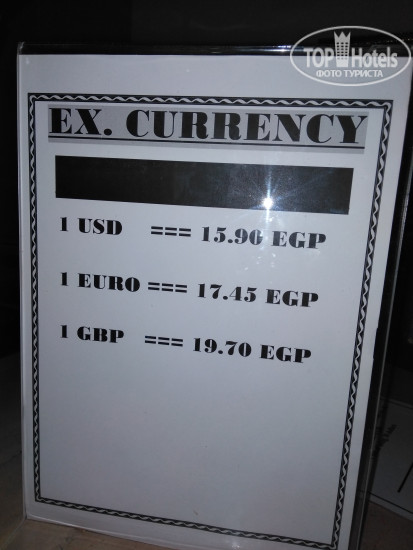 TOP Hotels
ФОТО ТУРИСТА
EX. CURRENCY
1 USD === 15.90 EGP
1 EURO === 17.45 EGP
1 GBP === 19.70 EGP